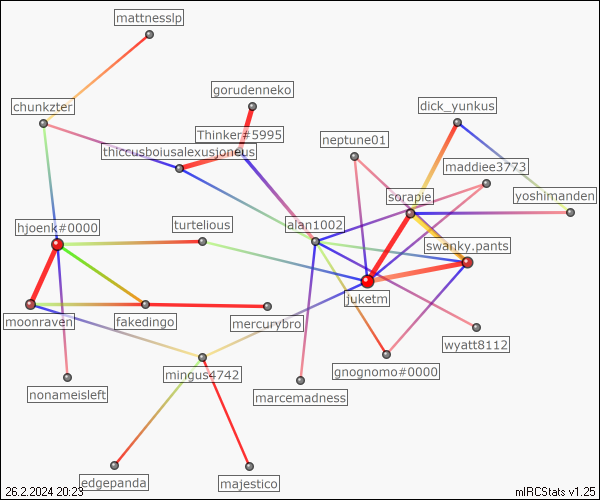 mattnesslp
gorudenneko
chunkzter
dick_yunkus
Thinker#5995
neptune01
thiccusboiusalexusjoneus
maddiee3773
sorapie
yoshimanden
hjoenk#0000
turtelious
alan1002
swanky.pants
juketm
moonraven
fakedingo
mercurybro
wyatt8112
mingus4742
gnognomo#0000
nonameisleft
marcemadness
edgepanda
majestico
26.2.2024 20:23
mIRCStats v1.25